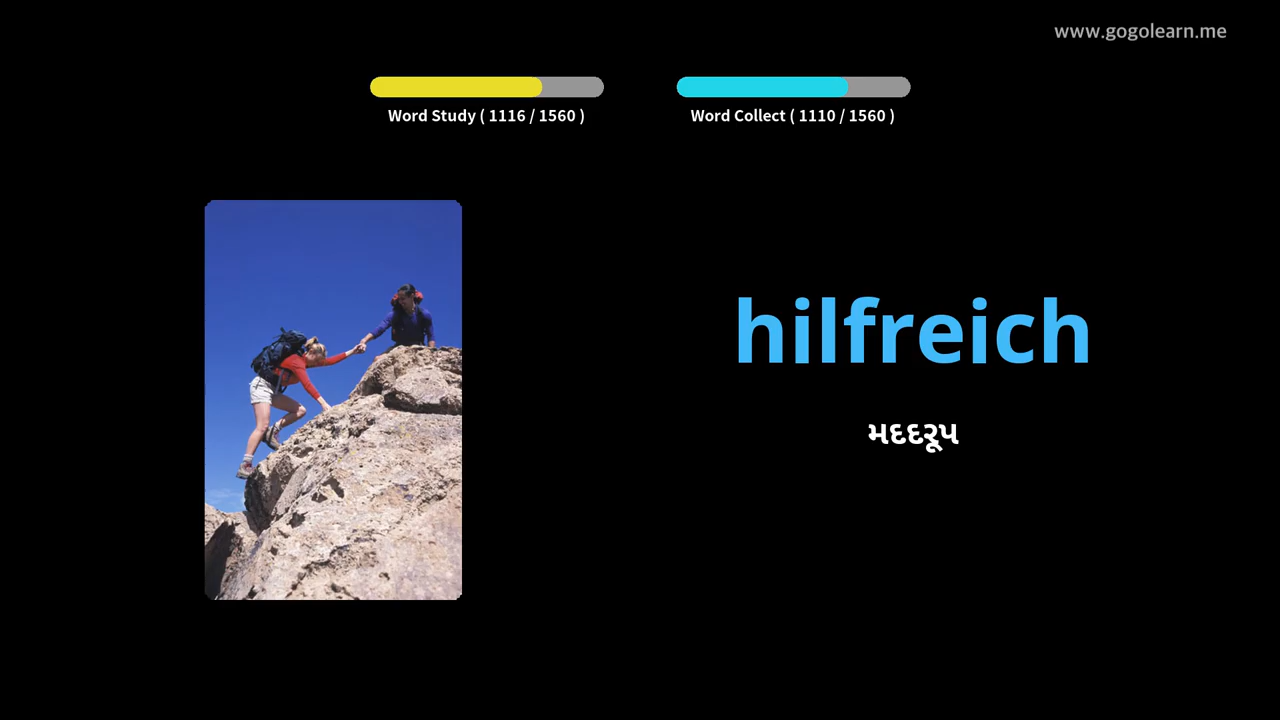 www.gogolearn.me
Word Study ( 1116 / 1560 )
Word Collect ( 1110 / 1560 )
hilfreich
મદદરૂપ